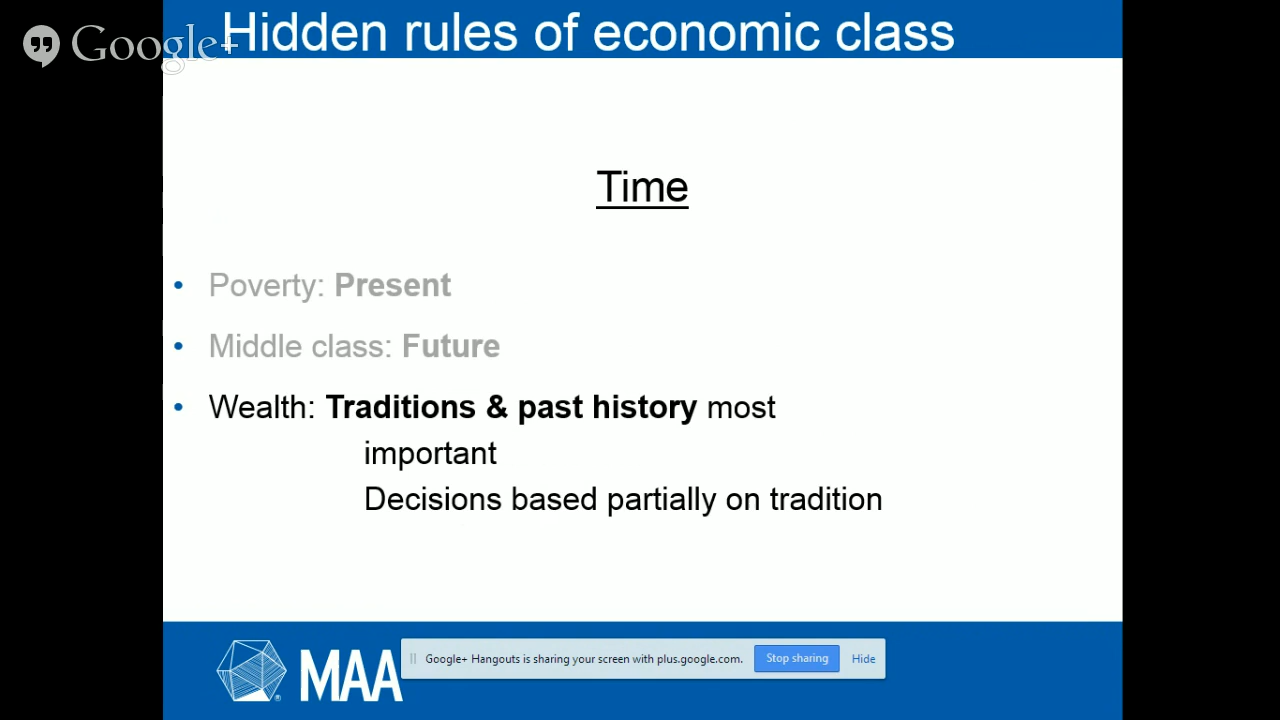 Google+
Hidden rules of economic class
Time
• Poverty: Present
• Middle class: Future
• Wealth: Traditions & past history most
important
Decisions based partially on tradition
MAA
®
Google+ Hangouts is sharing your screen with plus.google.com. Stop sharing Hide